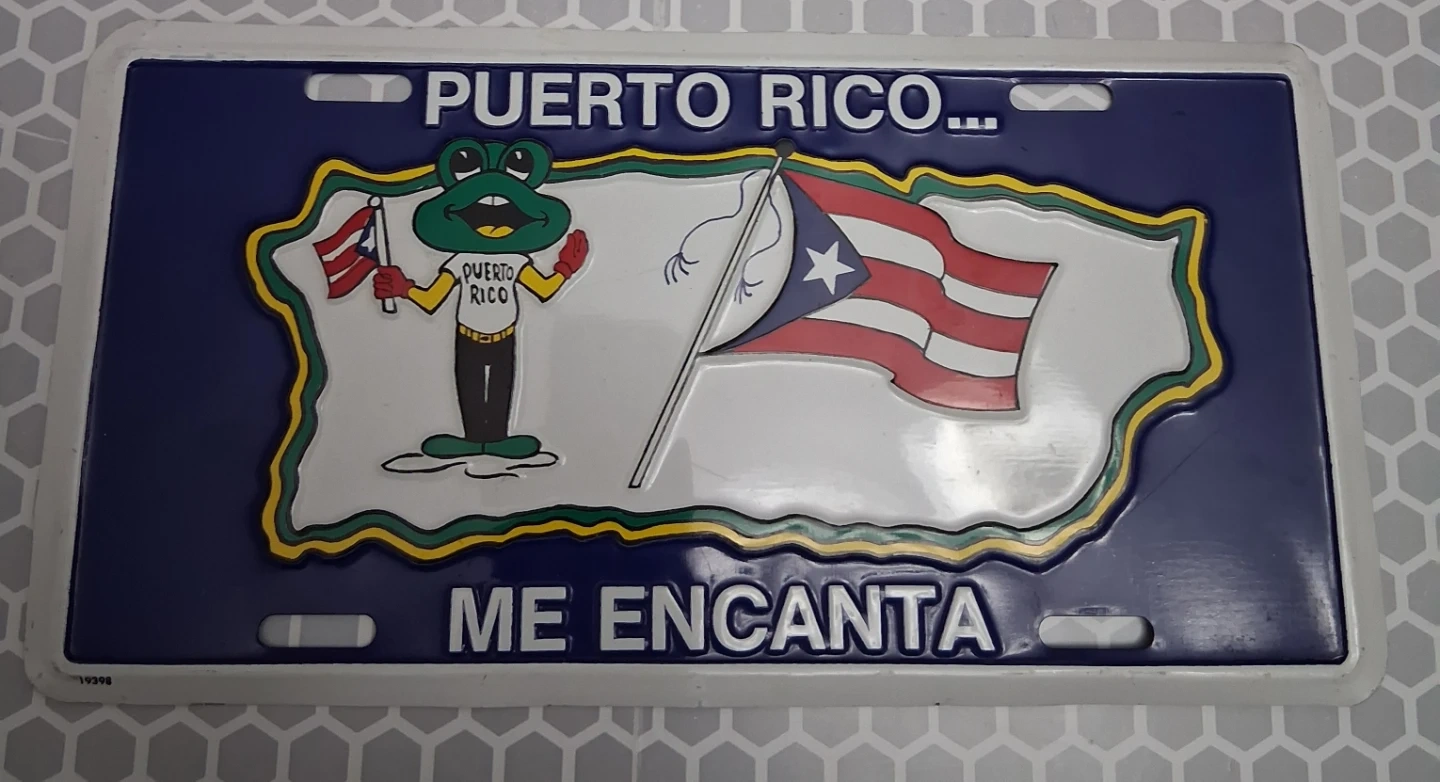 PUERTO RICO...
PUERTO
RICO
ME ENCANTA
19398